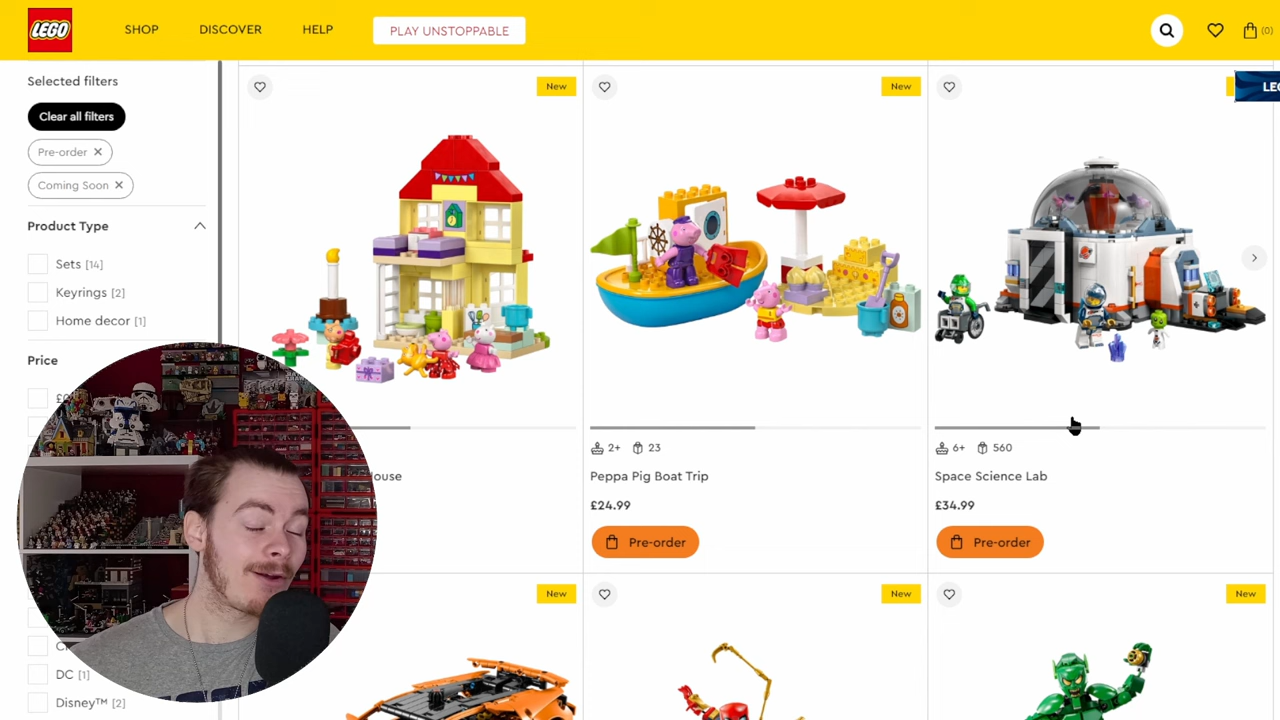 LEGO
SHOP
DISCOVER
HELP
PLAY UNSTOPPABLE
(0)
Selected filters
Clear all filters
Pre-order
Coming Soon
Product Type
Sets [14]
Keyrings [2]
Home decor [1]
Price
DC [1]
Disney™ [2]
New
ouse
New
2+ 23
Peppa Pig Boat Trip
£24.99
Pre-order
LEG
6+ 560
Space Science Lab
£34.99
Pre-order
New
New
New